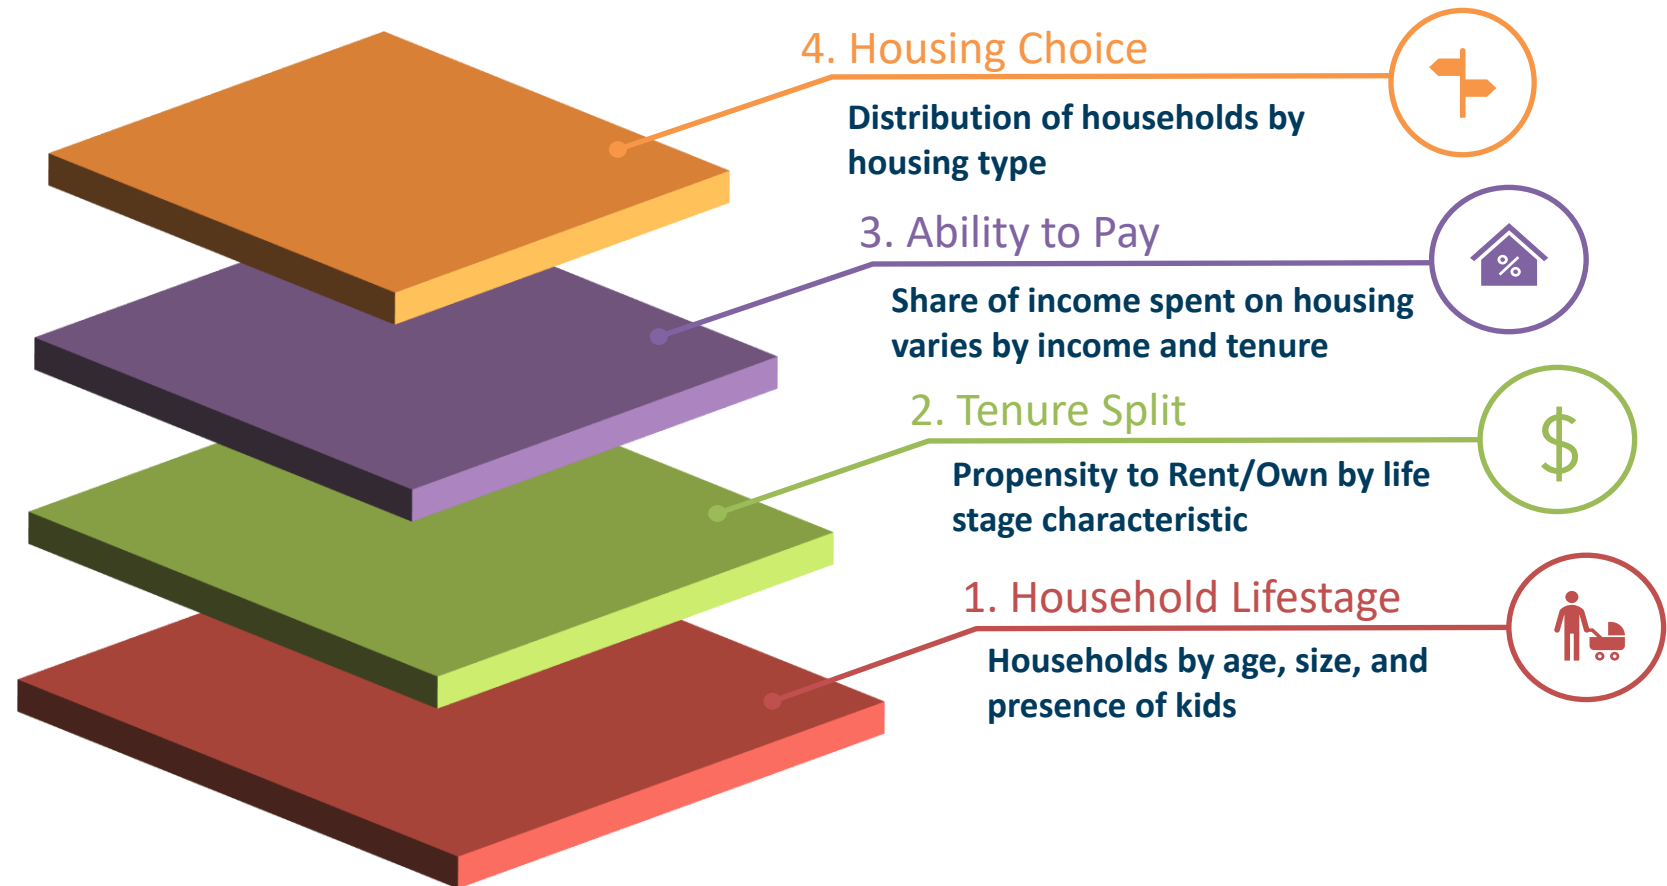 4. Housing Choice
Distribution of households by
housing type
3. Ability to Pay
%
Share of income spent on housing
varies by income and tenure
2. Tenure Split
$
Propensity to Rent/Own by life
stage characteristic
1. Household Lifestage
Households by age, size, and
presence of kids